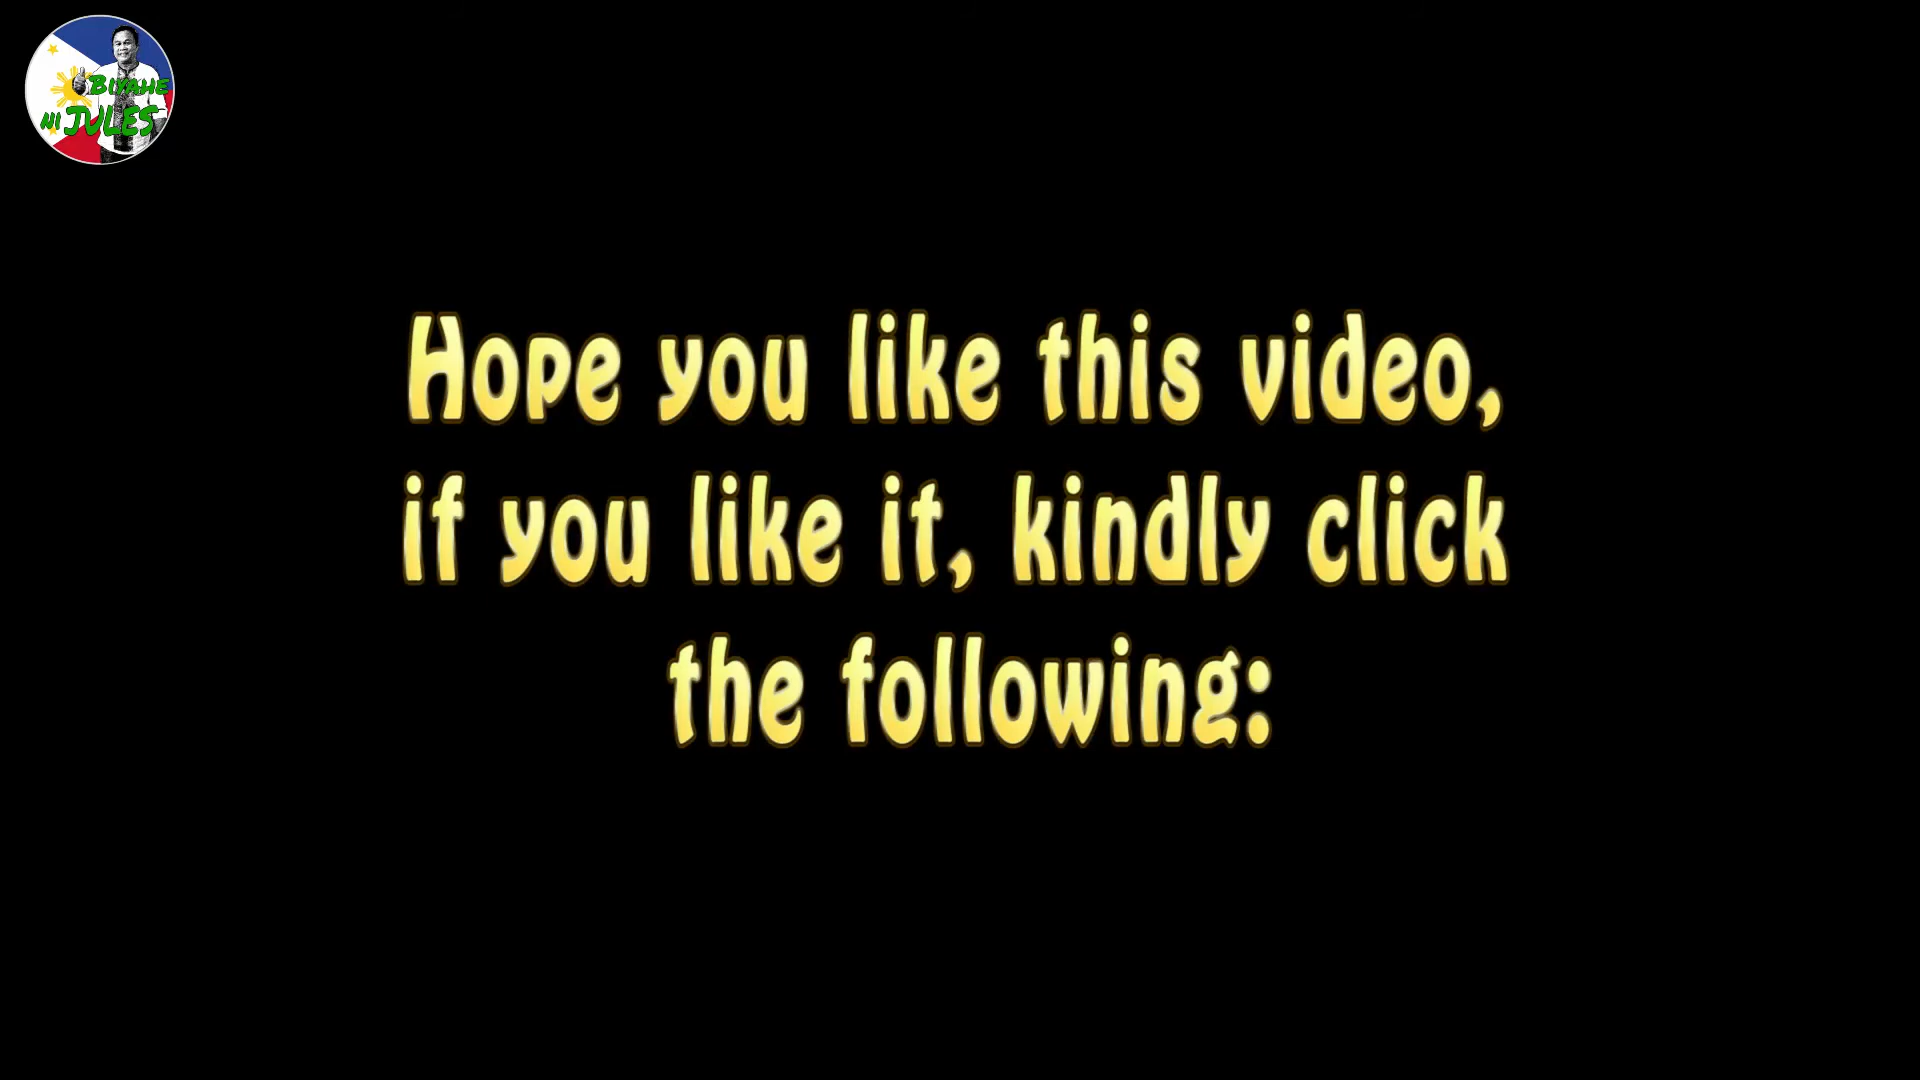 Biyahe
ni JULES
Hope you like this video,
if you like it, kindly click
the following: